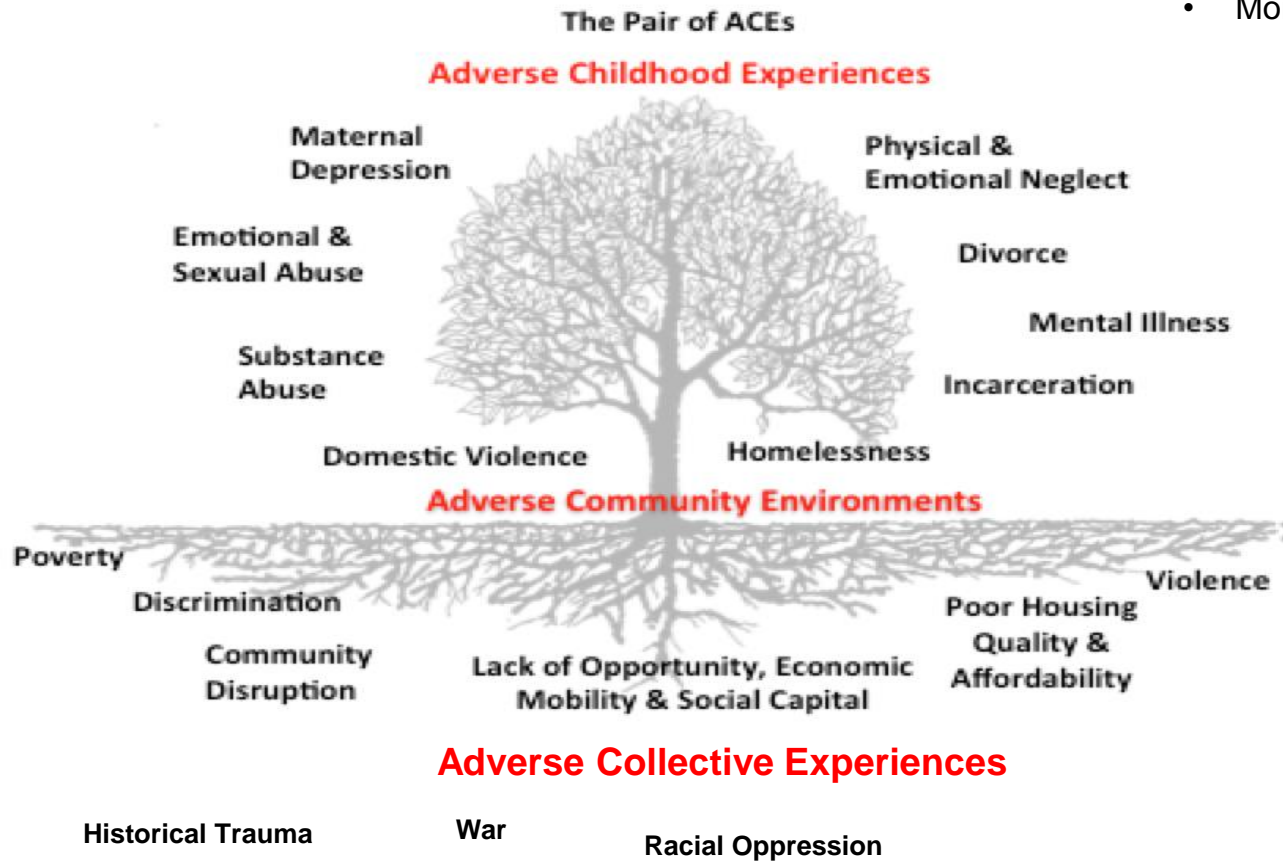 The Pair of ACEs
• Mo
Adverse Childhood Experiences
Maternal
Depression
Physical &
Emotional Neglect
Emotional &
Sexual Abuse
Divorce
Mental Illness
Substance
Abuse
Incarceration
Domestic Violence
Homelessness
Adverse Community Environments
Poverty
Violence
Discrimination
Poor Housing
Quality &
Affordability
Community
Disruption
Lack of Opportunity, Economic
Mobility & Social Capital
Adverse Collective Experiences
Historical Trauma
War
Racial Oppression